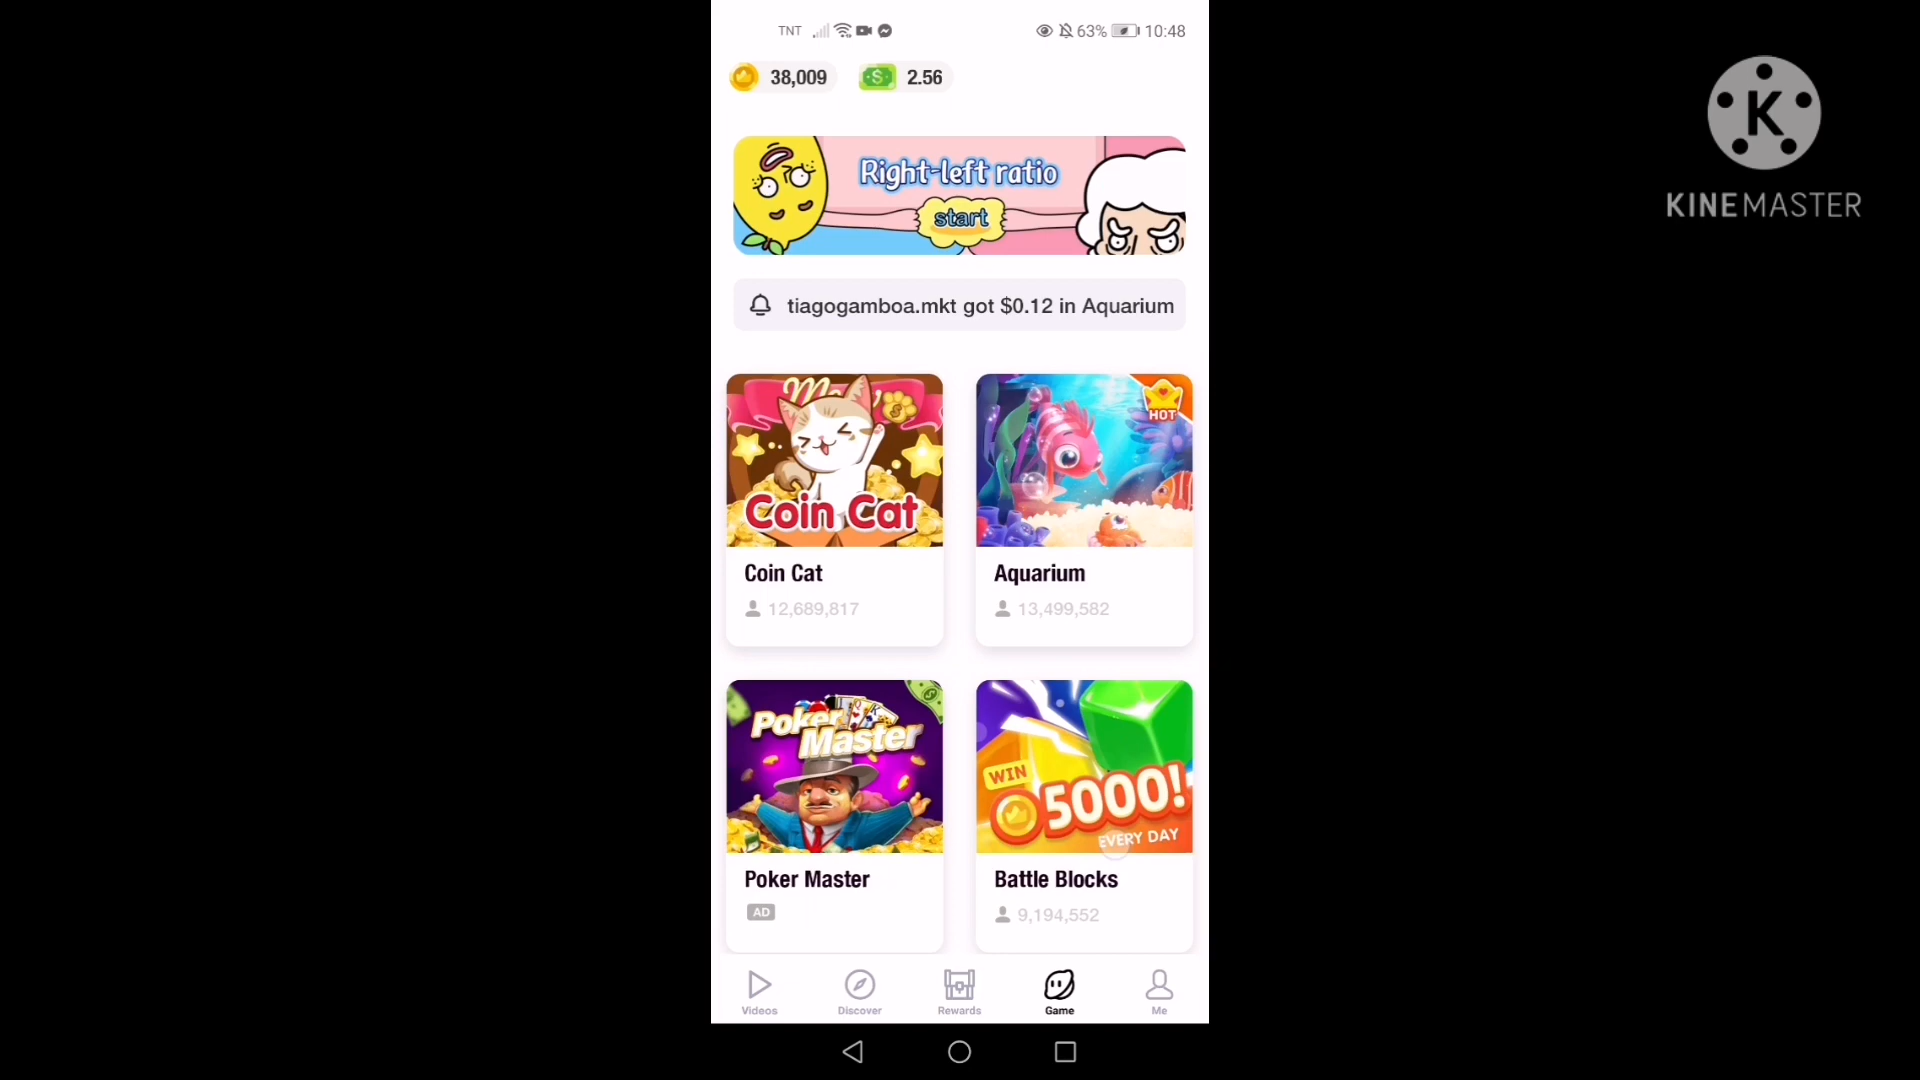 TNT 63% 10:48
38,009 2.56
KINEMASTER
Right-left ratio
start
tiagogamboa.mkt got $0.12 in Aquarium
HOT
Coin Cat
Coin Cat
12,689,817
Aquarium
13,499,582
Poker
Master
WIN
5000!
EVERY DAY
Poker Master
AD
Battle Blocks
9,194,552
Videos Discover Rewards Game Me